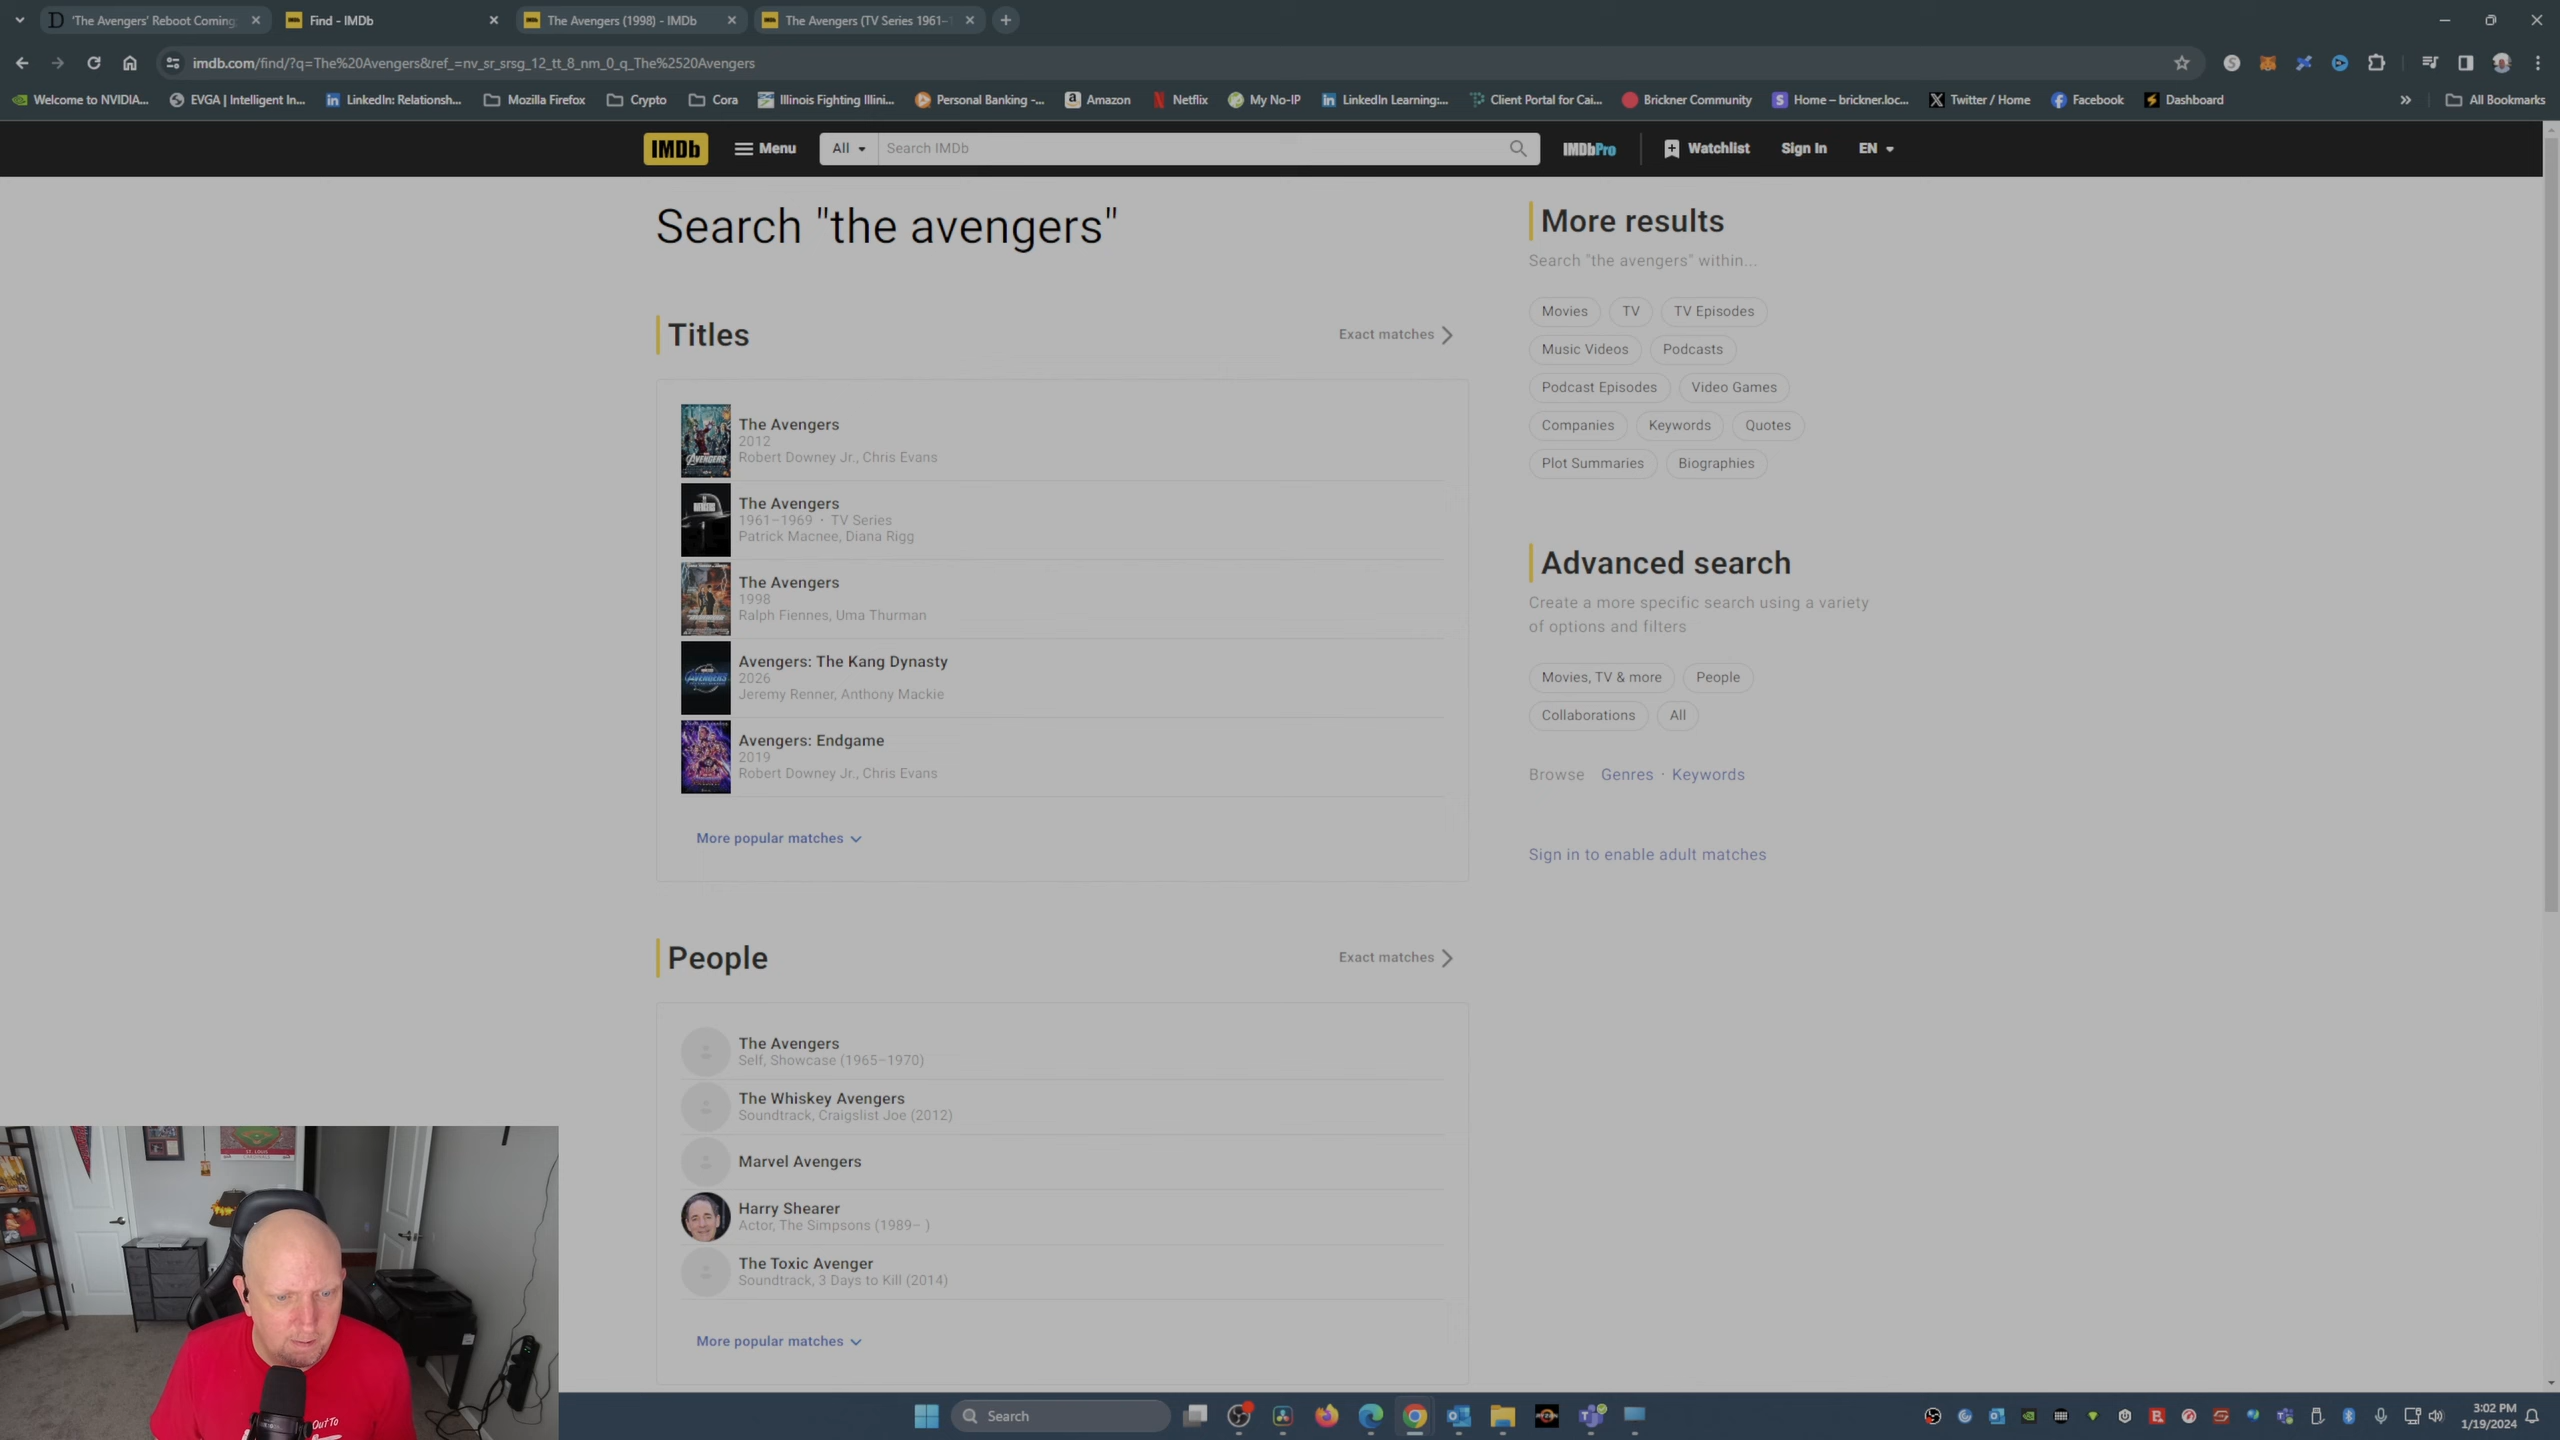 'The Avengers' Reboot Coming
Find - IMDb
The Avengers (1998) - IMDb
The Avengers (TV Series 1961–
imdb.com/find/?q=The%20Avengers&ref_=nv_sr_srsg_12_tt_8_nm_0_q_The%2520Avengers
Welcome to NVIDIA...
EVGA | Intelligent In...
LinkedIn: Relationsh...
Mozilla Firefox
Crypto
Cora
Illinois Fighting Illini...
Personal Banking -...
Amazon
Netflix
My No-IP
LinkedIn Learning:...
Client Portal for Cai...
Brickner Community
Home – brickner.loc...
Twitter / Home
Facebook
Dashboard
All Bookmarks
IMDb
Menu
All
Search IMDb
IMDbPro
Watchlist
Sign In
EN
Search "the avengers"
Titles
Exact matches
The Avengers
2012
Robert Downey Jr., Chris Evans
The Avengers
1961–1969 · TV Series
Patrick Macnee, Diana Rigg
The Avengers
1998
Ralph Fiennes, Uma Thurman
Avengers: The Kang Dynasty
2026
Jeremy Renner, Anthony Mackie
Avengers: Endgame
2019
Robert Downey Jr., Chris Evans
More popular matches
People
Exact matches
The Avengers
Self, Showcase (1965–1970)
The Whiskey Avengers
Soundtrack, Craigslist Joe (2012)
Marvel Avengers
Harry Shearer
Actor, The Simpsons (1989– )
The Toxic Avenger
Soundtrack, 3 Days to Kill (2014)
More popular matches
More results
Search "the avengers" within...
Movies
TV
TV Episodes
Music Videos
Podcasts
Podcast Episodes
Video Games
Companies
Keywords
Quotes
Plot Summaries
Biographies
Advanced search
Create a more specific search using a variety
of options and filters
Movies, TV & more
People
Collaborations
All
Browse Genres · Keywords
Sign in to enable adult matches
ST. LOUIS
Out To
Search
3:02 PM
1/19/2024